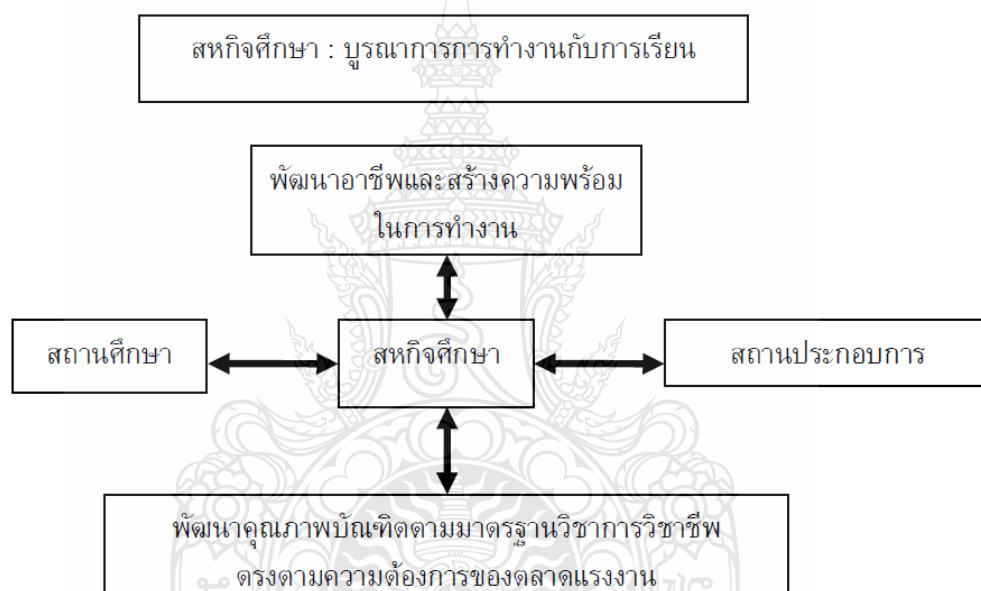 สหกิจศึกษา : บูรณาการการทำงานกับการเรียน
พัฒนาอาชีพและสร้างความพร้อม
ในการทำงาน
สถานศึกษา
สหกิจศึกษา
สถานประกอบการ
พัฒนาคุณภาพบัณฑิตตามมาตรฐานวิชาการวิชาชีพ
ตรงตามความต้องการของตลาดแรงงาน